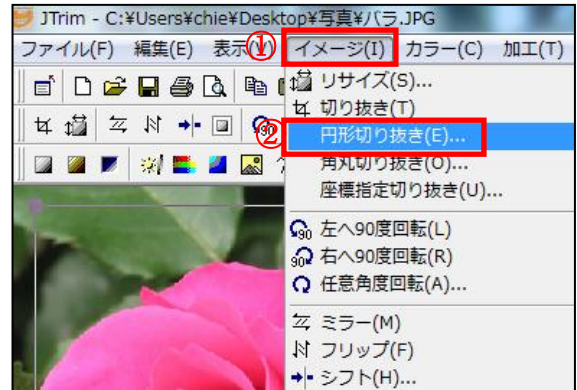 JTrim - C:¥Users¥chie¥Desktop¥写真¥バラ.JPG
ファイル(F) 編集(E) 表示(V) ① イメージ(I) カラー(C) 加工(T)
リサイズ(S)...
切り抜き(T)
② 円形切り抜き(E)...
角丸切り抜き(O)...
座標指定切り抜き(U)...
90 左へ90度回転(L)
90 右へ90度回転(R)
任意角度回転(A)...
ミラー(M)
フリップ(F)
シフト(H)...